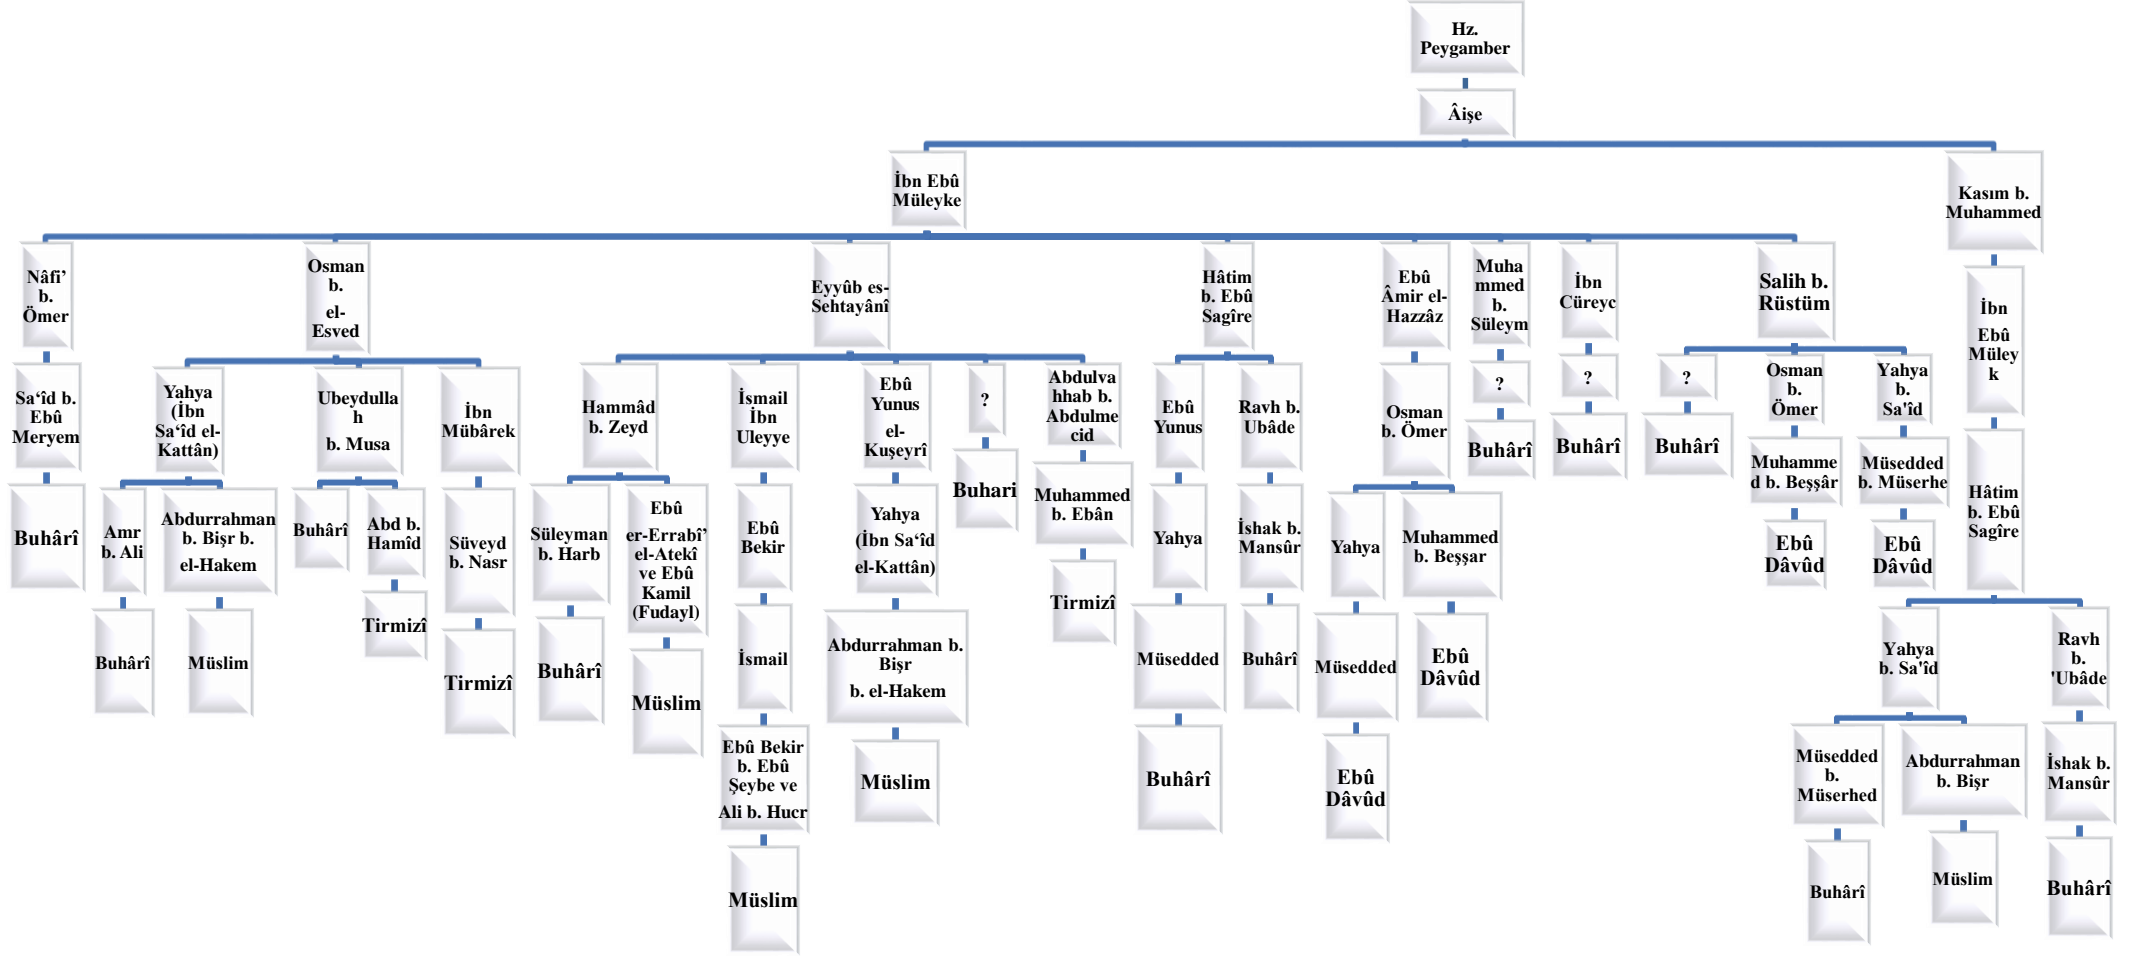 Hz.
Peygamber
Âişe
İbn Ebû
Müleyke
Kasım b.
Muhammed
Nâfi’
b.
Ömer
Osman
b.
el-
Esved
Eyyûb es-
Sehtayânî
Hâtim
b. Ebû
Sagîre
Ebû
Âmir el-
Hazzâz
Muha
mmed
b.
Süleym
İbn
Cüreyc
Salih b.
Rüstüm
İbn
Ebû
Müley
k
Sa‘îd b.
Ebû
Meryem
Yahya
(İbn
Sa‘îd el-
Kattân)
Ubeydulla
h
b. Musa
İbn
Mübârek
Hammâd
b. Zeyd
İsmail
İbn
Uleyye
Ebû
Yunus
el-
Kuşeyrî
?
Abdulva
hhab b.
Abdulme
cid
Ebû
Yunus
Ravh b.
Ubâde
Osman
b. Ömer
?
?
?
Osman
b.
Ömer
Yahya
b.
Sa'îd
Buhârî
Amr
b. Ali
Abdurrahman
b. Bişr b.
el-Hakem
Buhârî
Abd b.
Hamîd
Süveyd
b. Nasr
Süleyman
b. Harb
Ebû
er-Errabî’
el-Atekî
ve Ebû
Kamil
(Fudayl)
Ebû
Bekir
Yahya
(İbn Sa‘îd
el-Kattân)
Buhari
Muhammed
b. Ebân
Yahya
İshak b.
Mansûr
Yahya
Muhammed
b. Beşşar
Buhârî
Buhârî
Buhârî
Muhamme
d b. Beşşâr
Müsedded
b. Müserhe
Hâtim
b. Ebû
Sagîre
Buhârî
Müslim
Tirmizî
Tirmizî
Buhârî
Müslim
İsmail
Abdurrahman b.
Bişr
b. el-Hakem
Tirmizî
Müsedded
Buhârî
Müsedded
Ebû
Dâvûd
Ebû
Dâvûd
Ebû
Dâvûd
Yahya
b. Sa'îd
Ravh
b.
'Ubâde
Ebû Bekir
b. Ebû
Şeybe ve
Ali b. Hucr
Müslim
Buhârî
Ebû
Dâvûd
Müsedded
b.
Müserhed
Abdurrahman
b. Bişr
İshak b.
Mansûr
Müslim
Buhârî
Müslim
Buhârî